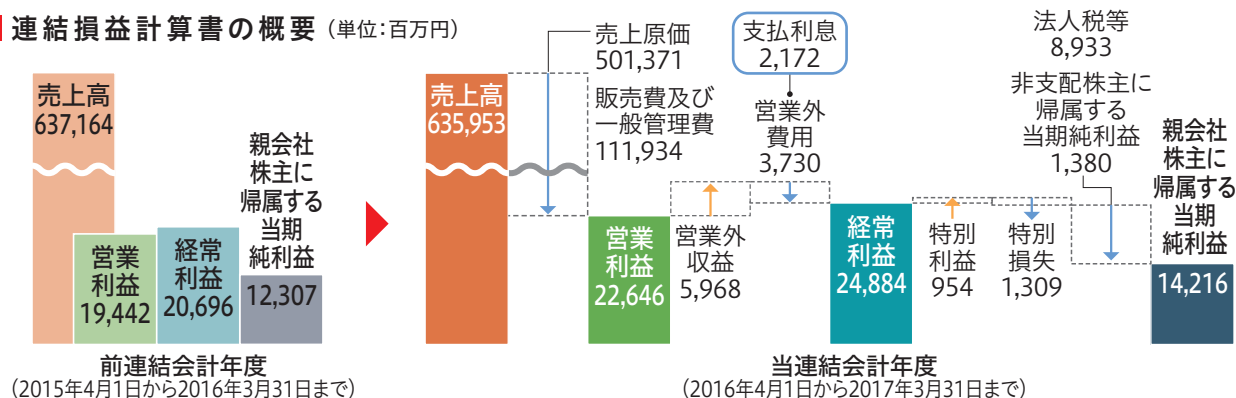 連結損益計算書の概要（単位：百万円）
売上高
637,164
営業
利益
19,442
経常
利益
20,696
親会社
株主に
帰属する
当期
純利益
12,307
前連結会計年度
（2015年4月1日から2016年3月31日まで）
売上高
635,953
売上原価
501,371
販売費及び
一般管理費
111,934
営業
利益
22,646
営業外
収益
5,968
支払利息
2,172
営業外
費用
3,730
経常
利益
24,884
特別
利益
954
特別
損失
1,309
法人税等
8,933
非支配株主に
帰属する
当期純利益
1,380
親会社
株主に
帰属する
当期
純利益
14,216
当連結会計年度
（2016年4月1日から2017年3月31日まで）